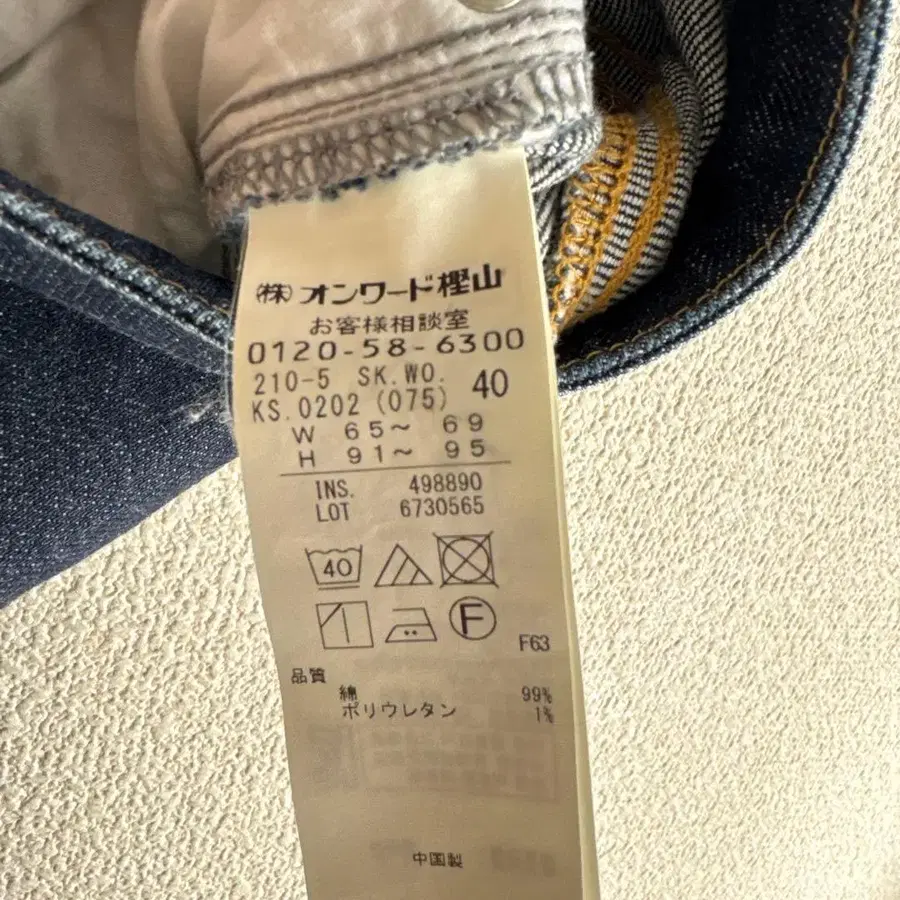 (株)オンワード樫山
お客様相談室
0120-58-6300
210-5 SK.WO. 40
KS.0202 (075)
W 65～ 69
H 91～ 95
INS. 498890
LOT 6730565
40
F
F63
品質
綿 99%
ポリウレタン 1%
中国製